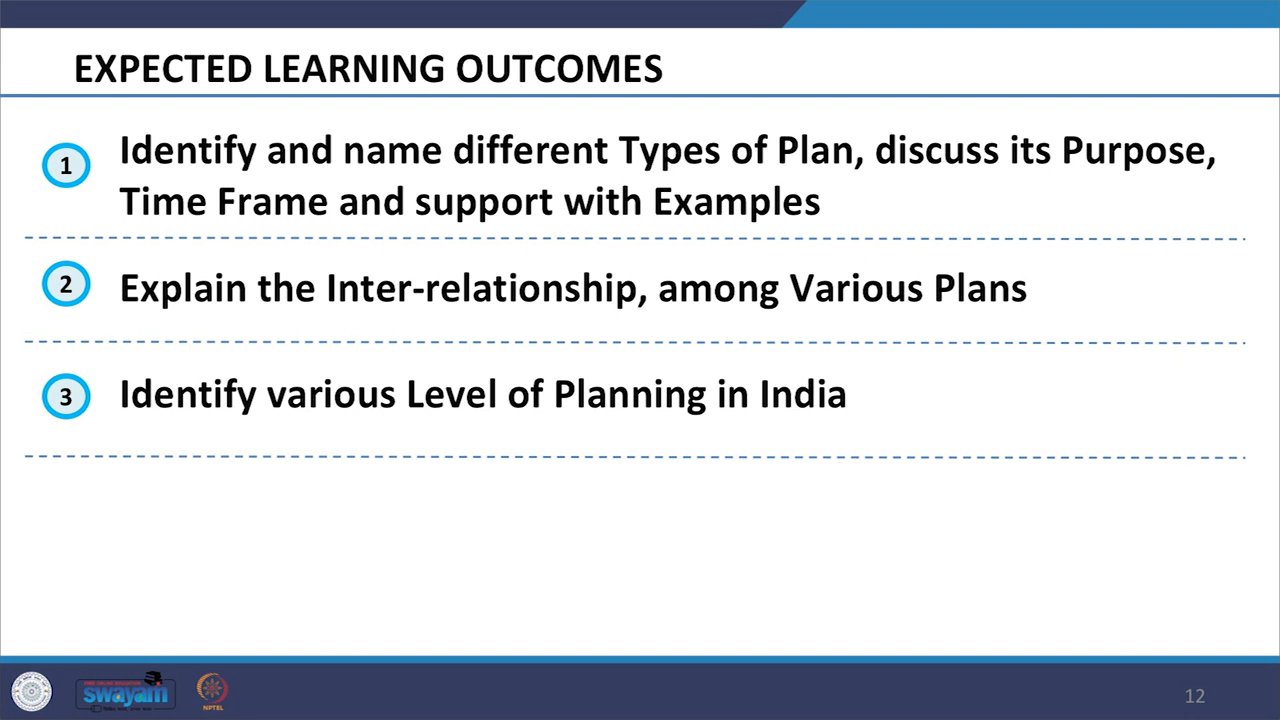 EXPECTED LEARNING OUTCOMES
1
Identify and name different Types of Plan, discuss its Purpose,
Time Frame and support with Examples
2
Explain the Inter-relationship, among Various Plans
3
Identify various Level of Planning in India
swayam
NPTEL
12